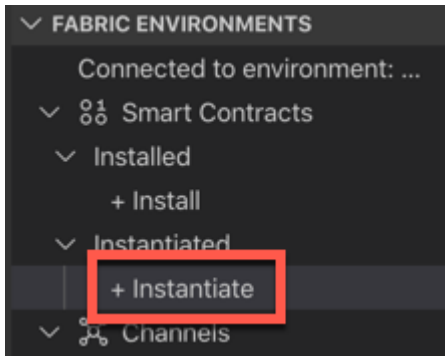 FABRIC ENVIRONMENTS
Connected to environment: ...
Smart Contracts
Installed
+ Install
Instantiated
+ Instantiate
Channels